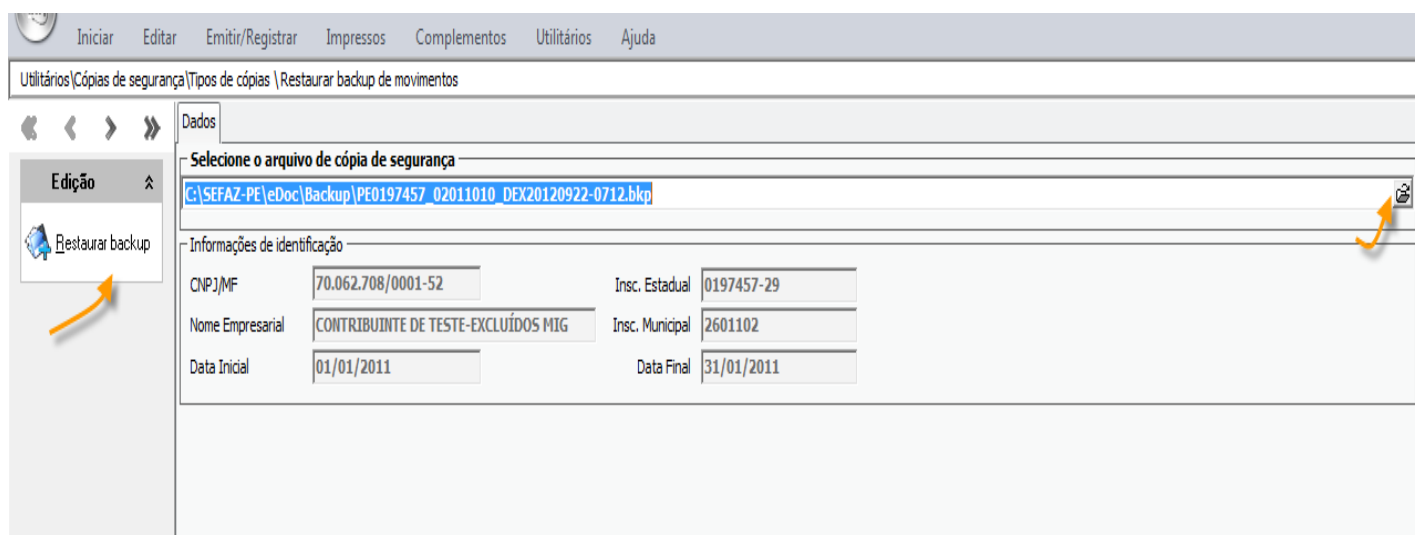 Iniciar Editar Emitir/Registrar Impressos Complementos Utilitários Ajuda
Utilitários\Cópias de segurança\Tipos de cópias \ Restaurar backup de movimentos
Dados
Edição
Restaurar backup
Selecione o arquivo de cópia de segurança
C:\SEFAZ-PE\eDoc\Backup\PE0197457_02011010_DEX20120922-0712.bkp
Informações de identificação
CNPJ/MF 70.062.708/0001-52 Insc. Estadual 0197457-29
Nome Empresarial CONTRIBUINTE DE TESTE-EXCLUÍDOS MIG Insc. Municipal 2601102
Data Inicial 01/01/2011 Data Final 31/01/2011